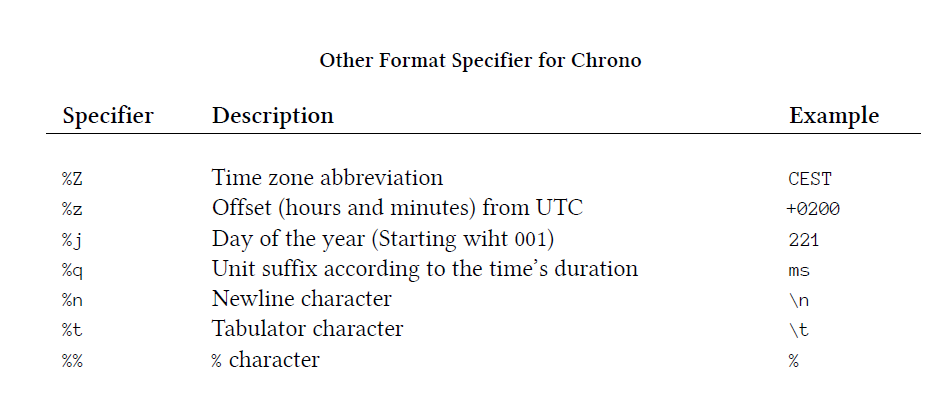 Other Format Specifier for Chrono
Specifier Description Example
%Z Time zone abbreviation CEST
%z Offset (hours and minutes) from UTC +0200
%j Day of the year (Starting wiht 001) 221
%q Unit suffix according to the time’s duration ms
%n Newline character \n
%t Tabulator character \t
%% % character %